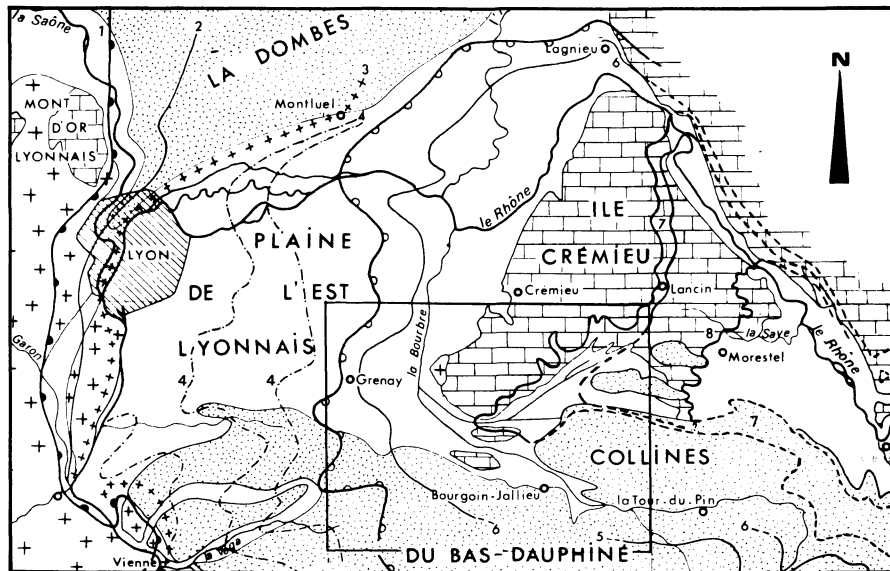 la Saône
1
2
LA DOMBES
Lagnieu
6
N
3
Montluel
MONT
D'OR
LYONNAIS
le Rhône
ILE
7
LYON
PLAINE
CRÉMIEU
DE L'EST
Crémieu
Lancin
la Bourbre
LYONNAIS
8
la Save
Morestel
le Rhône
Garon
4
4
Grenay
7
COLLINES
Bourgoin-Jallieu
la Tour-du-Pin
6
5
6
Vienne
la Véga
DU BAS-DAUPHINÉ